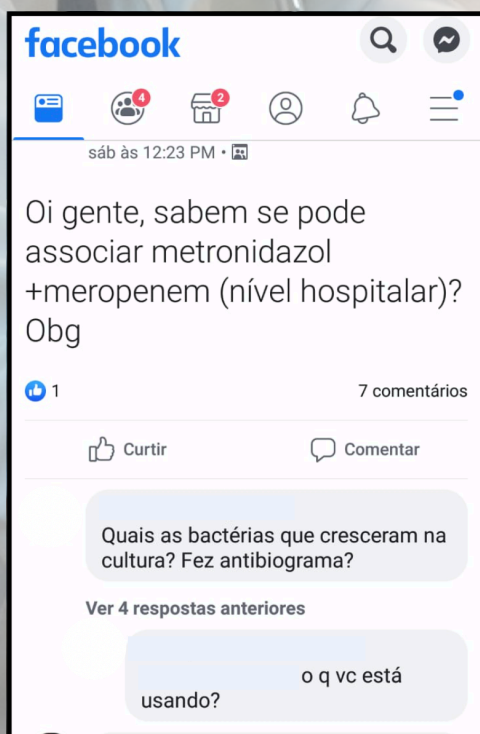 facebook
4
2
sáb às 12:23 PM •
Oi gente, sabem se pode
associar metronidazol
+meropenem (nível hospitalar)?
Obg
1
7 comentários
Curtir
Comentar
Quais as bactérias que cresceram na
cultura? Fez antibiograma?
Ver 4 respostas anteriores
o q vc está
usando?